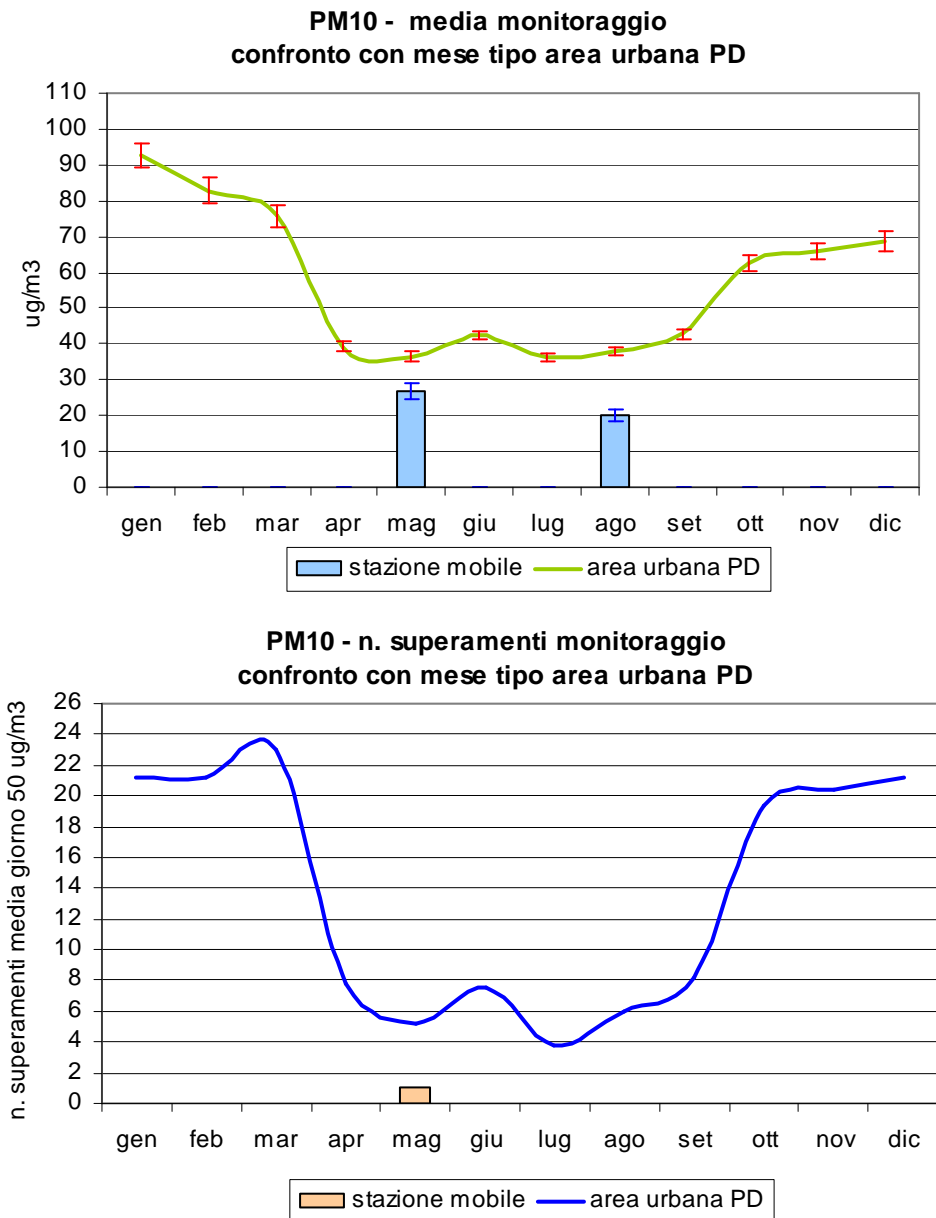 PM10 - media monitoraggio
confronto con mese tipo area urbana PD
110
100
90
80
70
60
50
40
30
20
10
0
ug/m3
gen feb mar apr mag giu lug ago set ott nov dic
stazione mobile area urbana PD
PM10 - n. superamenti monitoraggio
confronto con mese tipo area urbana PD
26
24
22
20
18
16
14
12
10
8
6
4
2
0
n. superamenti media giorno 50 ug/m3
gen feb mar apr mag giu lug ago set ott nov dic
stazione mobile area urbana PD